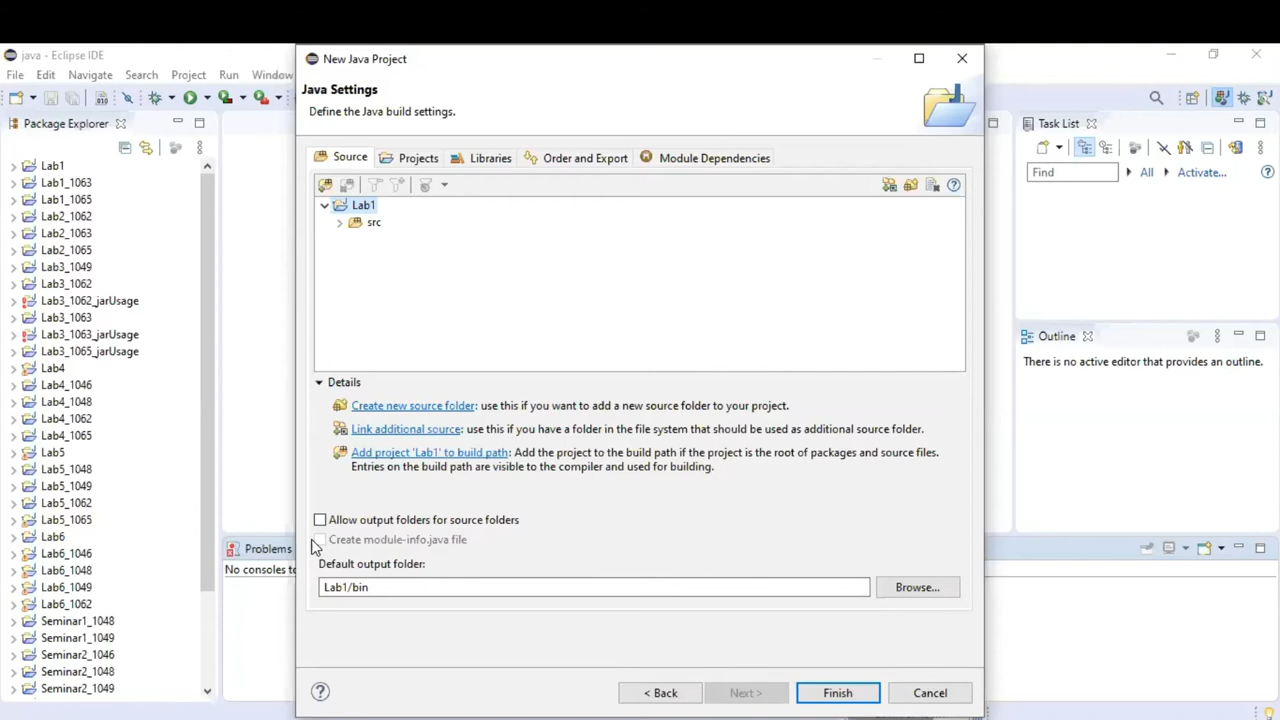 java - Eclipse IDE
File Edit Navigate Search Project Run Window
Package Explorer
Lab1
Lab1_1063
Lab1_1065
Lab2_1062
Lab2_1063
Lab2_1065
Lab3_1049
Lab3_1062
Lab3_1062_jarUsage
Lab3_1063
Lab3_1063_jarUsage
Lab3_1065_jarUsage
Lab4
Lab4_1046
Lab4_1048
Lab4_1062
Lab4_1065
Lab5
Lab5_1048
Lab5_1049
Lab5_1062
Lab5_1065
Lab6
Lab6_1046
Lab6_1048
Lab6_1049
Lab6_1062
Seminar1_1048
Seminar1_1049
Seminar2_1046
Seminar2_1048
Seminar2_1049
New Java Project
Java Settings
Define the Java build settings.
Source Projects Libraries Order and Export Module Dependencies
Lab1
src
Details
Create new source folder: use this if you want to add a new source folder to your project.
Link additional source: use this if you have a folder in the file system that should be used as additional source folder.
Add project 'Lab1' to build path: Add the project to the build path if the project is the root of packages and source files.
Entries on the build path are visible to the compiler and used for building.
Allow output folders for source folders
Create module-info.java file
Default output folder:
Lab1/bin
Browse...
< Back Next > Finish Cancel
Problems
No consoles to
Task List
Find All Activate...
Outline
There is no active editor that provides an outline.